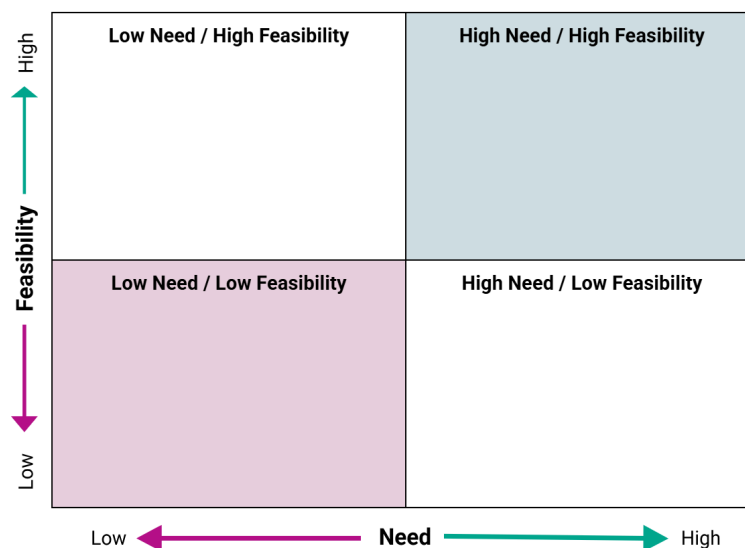 Low Need / High Feasibility
High Need / High Feasibility
High
Feasibility
Low
Low Need / Low Feasibility
High Need / Low Feasibility
Low
Need
High